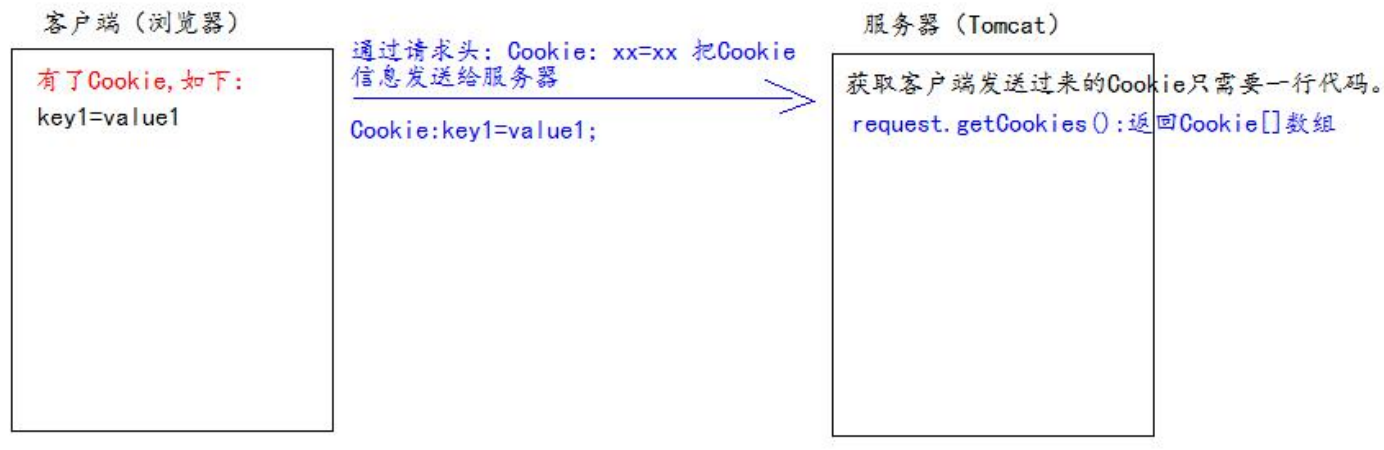 客户端（浏览器）
有了Cookie,如下：
key1=value1
通过请求头：Cookie: xx=xx 把Cookie
信息发送给服务器
Cookie:key1=value1;
服务器（Tomcat）
获取客户端发送过来的Cookie只需要一行代码。
request.getCookies():返回Cookie[]数组